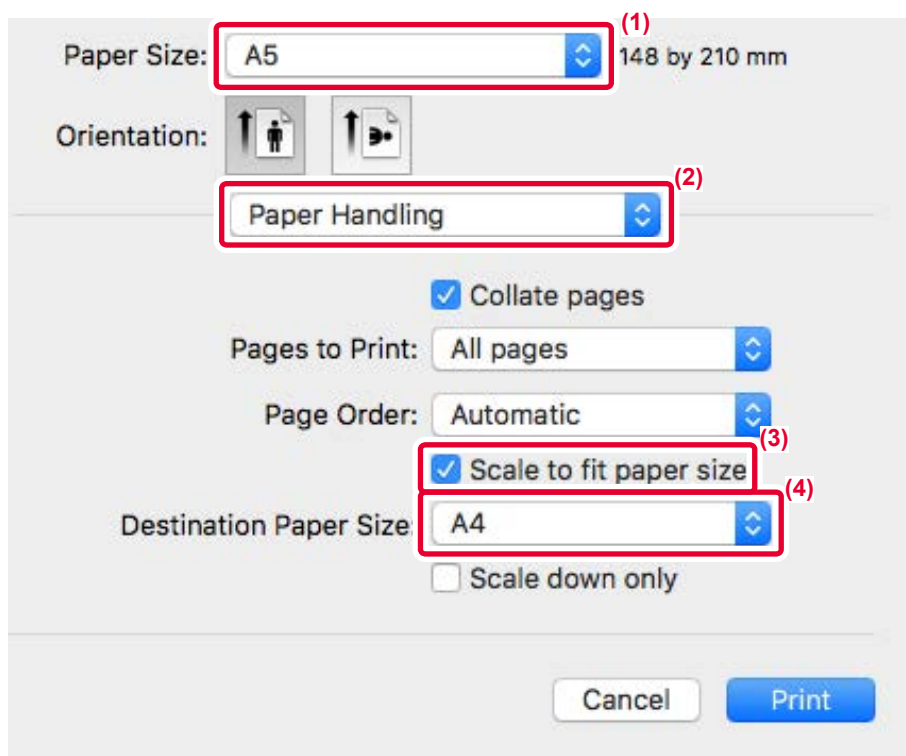 (1)
Paper Size: A5 148 by 210 mm
Orientation:
(2)
Paper Handling
Collate pages
Pages to Print: All pages
Page Order: Automatic
(3)
Scale to fit paper size
(4)
Destination Paper Size: A4
Scale down only
Cancel Print